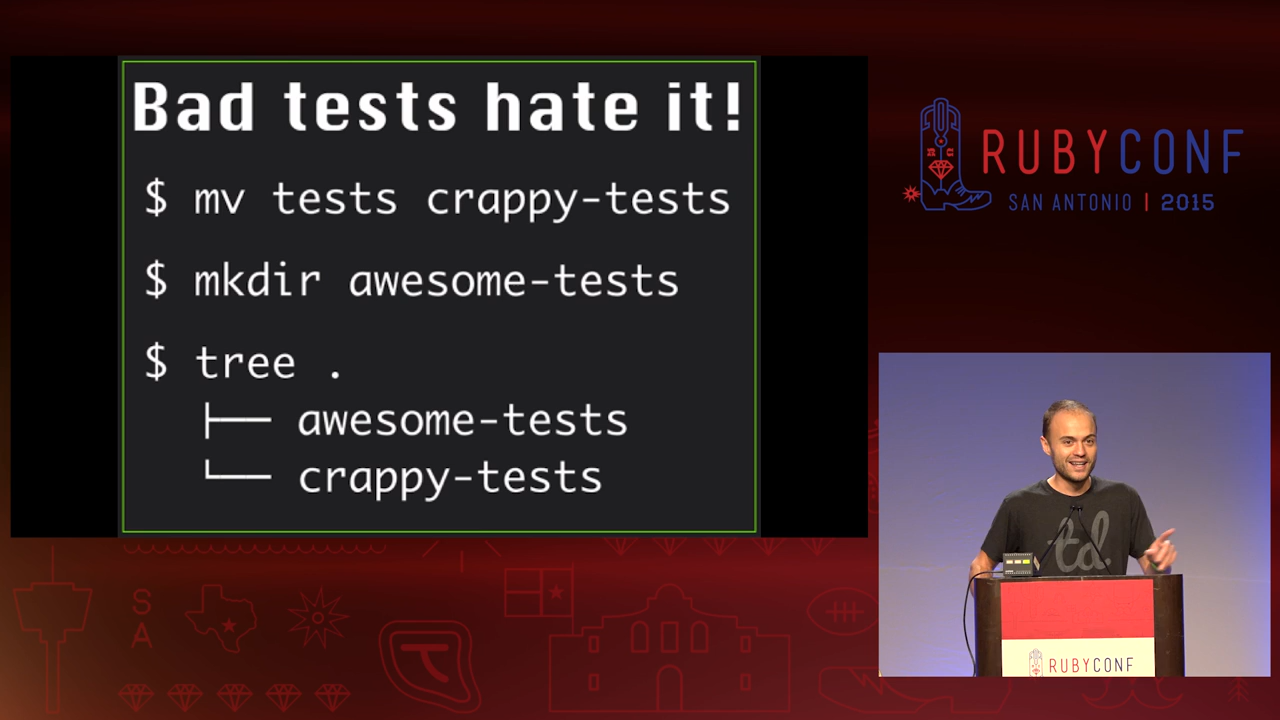 Bad tests hate it!
$ mv tests crappy-tests
$ mkdir awesome-tests
$ tree .
├── awesome-tests
└── crappy-tests
RUBYCONF
SAN ANTONIO | 2015
td
RUBYCONF
S
A